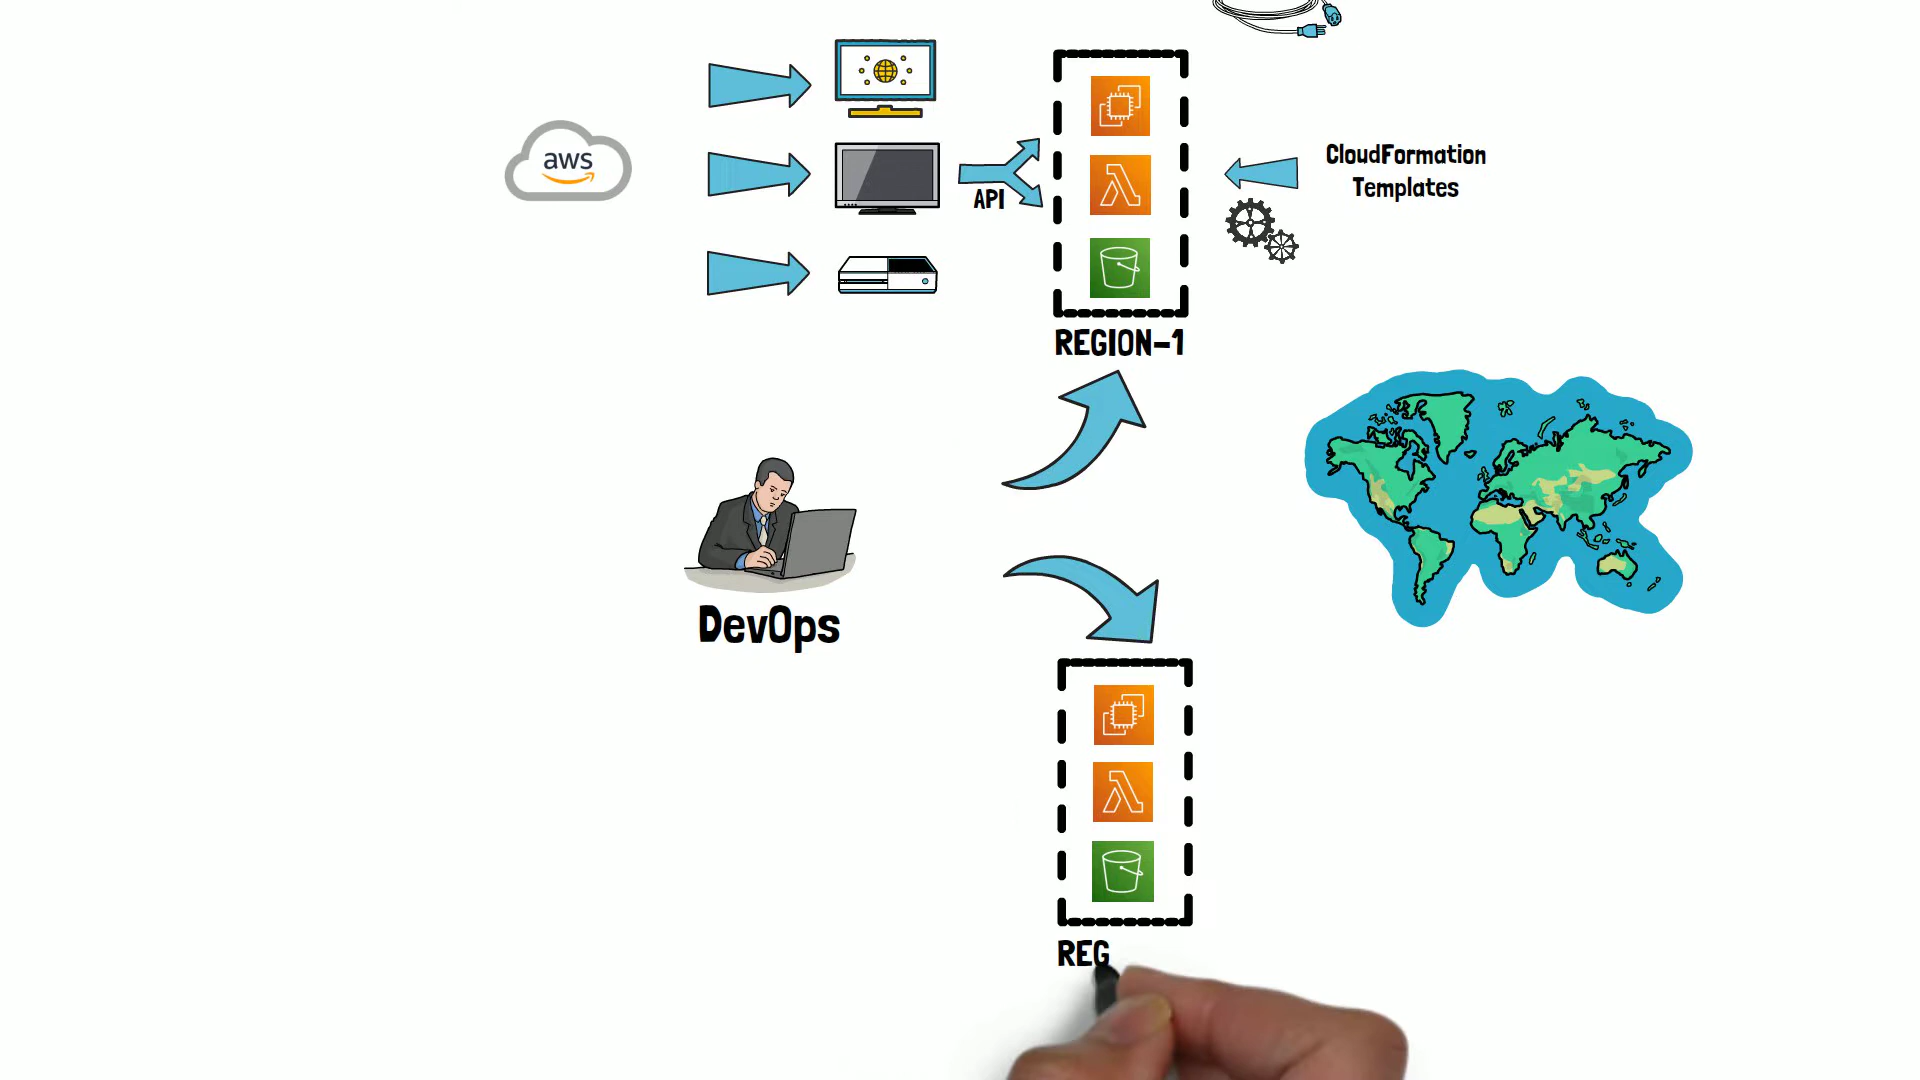 aws
API
CloudFormation
Templates
REGION-1
DevOps
REG